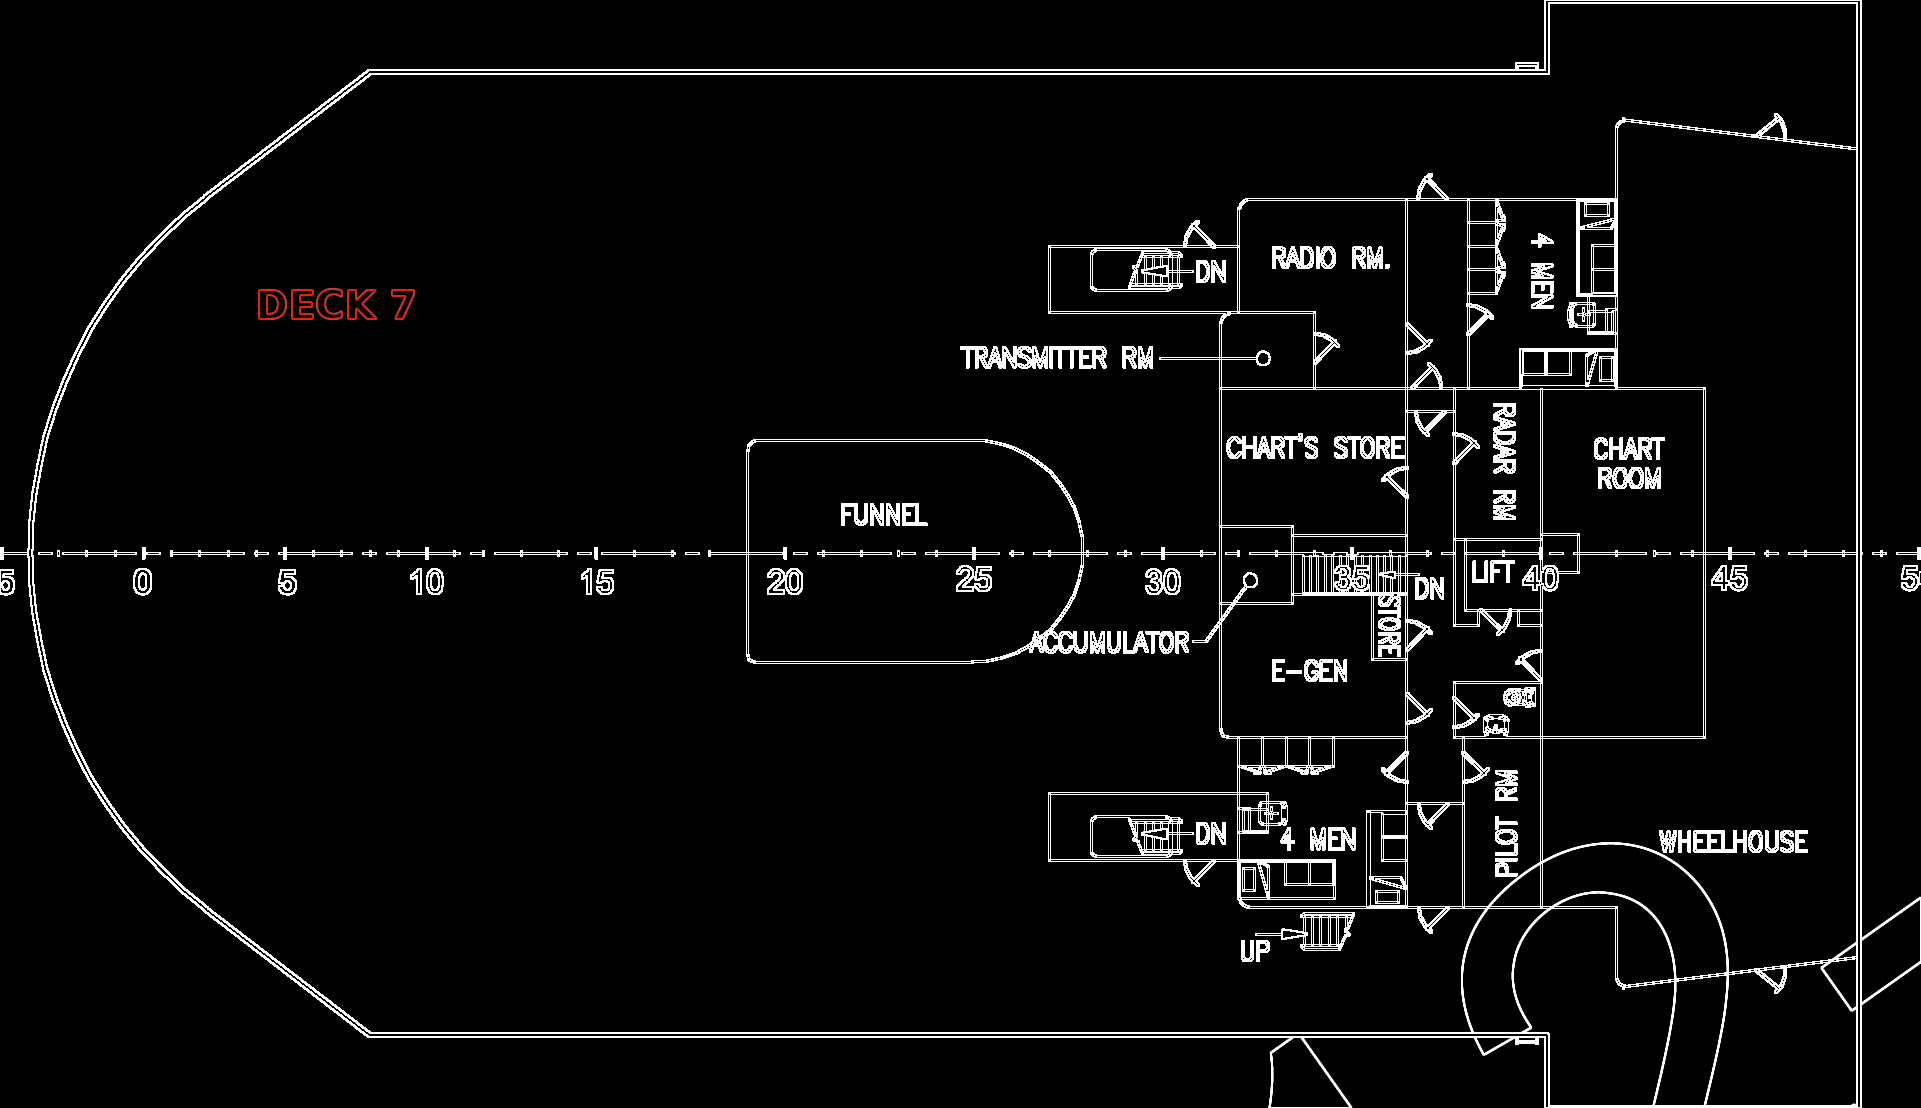 DECK 7
RADIO RM.
4 MEN
DN
TRANSMITTER RM
CHART'S STORE
RADAR RM
CHART
ROOM
FUNNEL
5
0
5
10
15
20
25
30
35
40
45
5
DN
LIFT
STORE
ACCUMULATOR
E-GEN
DN
4 MEN
PILOT RM
WHEELHOUSE
UP